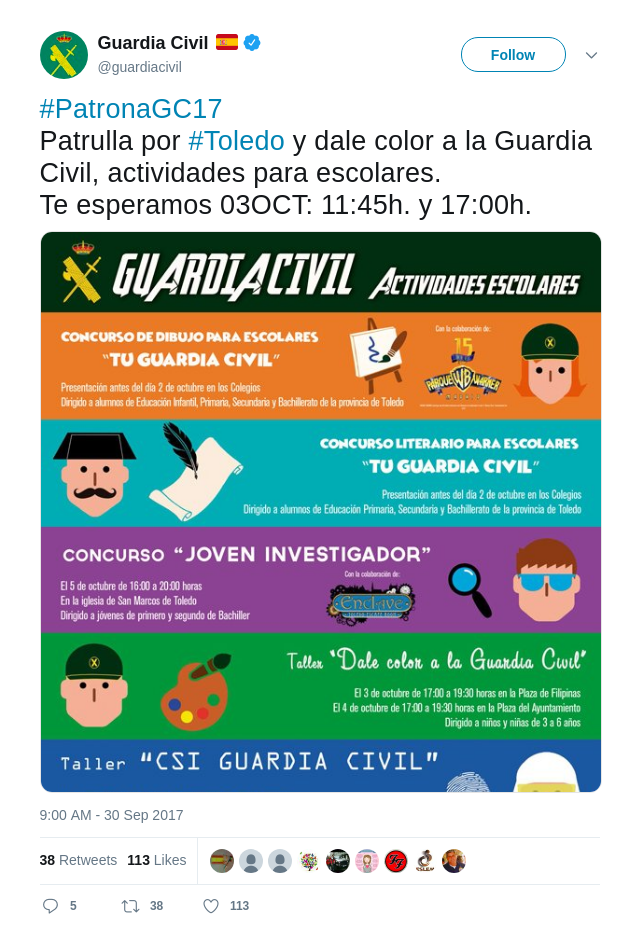 Guardia Civil
@guardiacivil
Follow
#PatronaGC17
Patrulla por #Toledo y dale color a la Guardia
Civil, actividades para escolares.
Te esperamos 03OCT: 11:45h. y 17:00h.
GUARDIA CIVIL ACTIVIDADES ESCOLARES
CONCURSO DE DIBUJO PARA ESCOLARES
"TU GUARDIA CIVIL"
Presentación antes del día 2 de octubre en los Colegios
Dirigido a alumnos de Educación Infantil, Primaria, Secundaria y Bachillerato de la provincia de Toledo
Con la colaboración de:
15
PARQUE WB WARNER
MADRID
CONCURSO LITERARIO PARA ESCOLARES
"TU GUARDIA CIVIL"
Presentación antes del día 2 de octubre en los Colegios
Dirigido a alumnos de Educación Primaria, Secundaria y Bachillerato de la provincia de Toledo
CONCURSO "JOVEN INVESTIGADOR"
El 5 de octubre de 16:00 a 20:00 horas
En la iglesia de San Marcos de Toledo
Dirigido a jóvenes de primero y segundo de Bachiller
Con la colaboración de:
Enclave
Taller "Dale color a la Guardia Civil"
El 3 de octubre de 17:00 a 19:30 horas en la Plaza de Filipinas
El 4 de octubre de 17:00 a 19:30 horas en la Plaza del Ayuntamiento
Dirigido a niños y niñas de 3 a 6 años
Taller "CSI GUARDIA CIVIL"
9:00 AM - 30 Sep 2017
38 Retweets 113 Likes
5 38 113